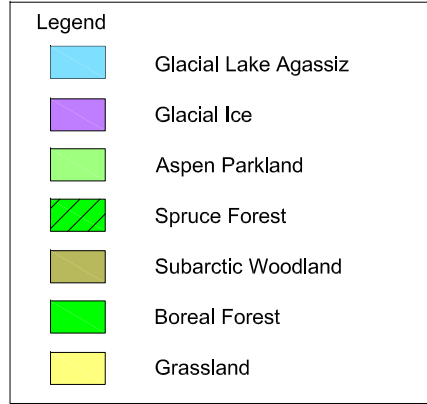 Legend
Glacial Lake Agassiz
Glacial Ice
Aspen Parkland
Spruce Forest
Subarctic Woodland
Boreal Forest
Grassland